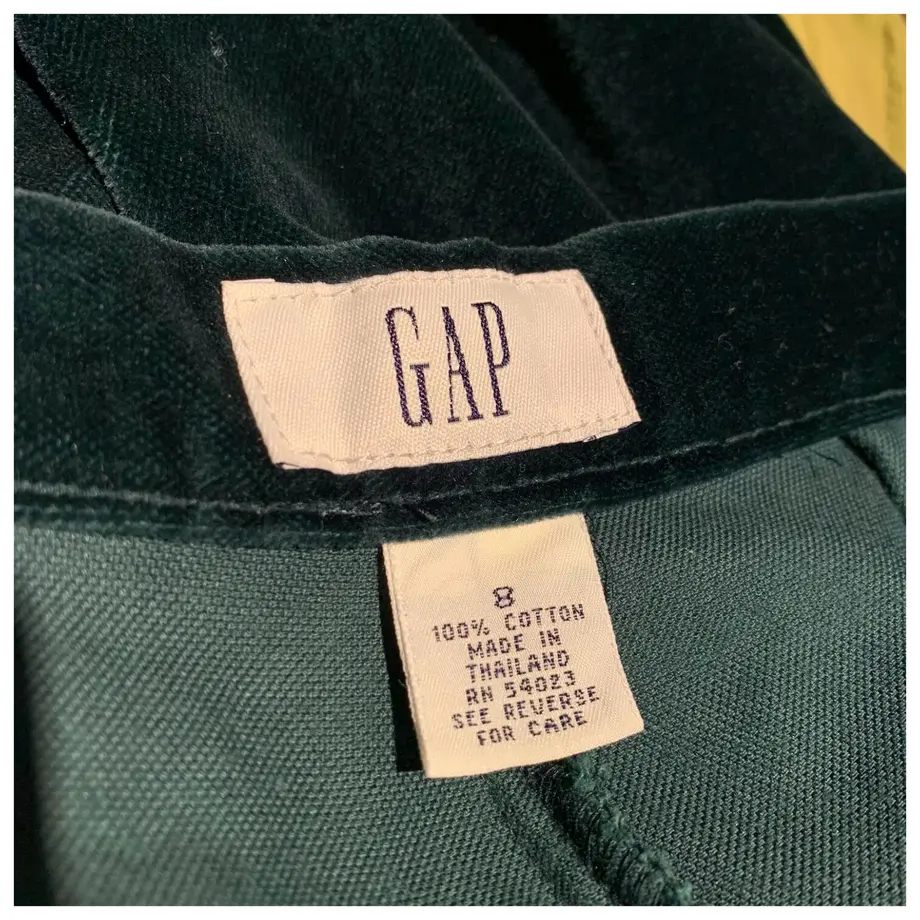 GAP
8
100% COTTON
MADE IN
THAILAND
RN 54023
SEE REVERSE
FOR CARE